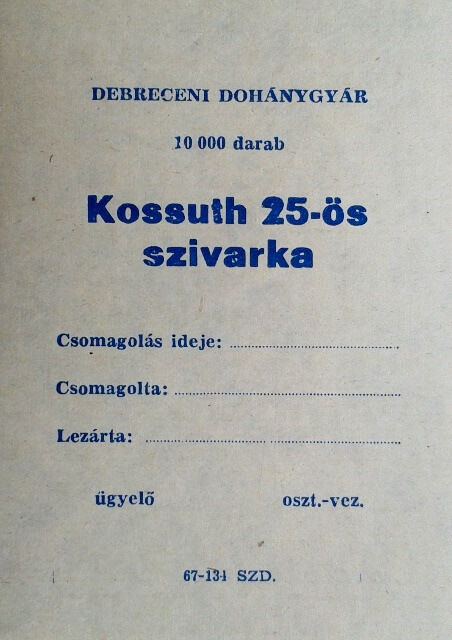 DEBRECENI DOHÁNYGYÁR
10 000 darab
Kossuth 25-ös
szivarka
Csomagolás ideje:
Csomagolta:
Lezárta:
ügyelő oszt.-vez.
67-134 SZD.